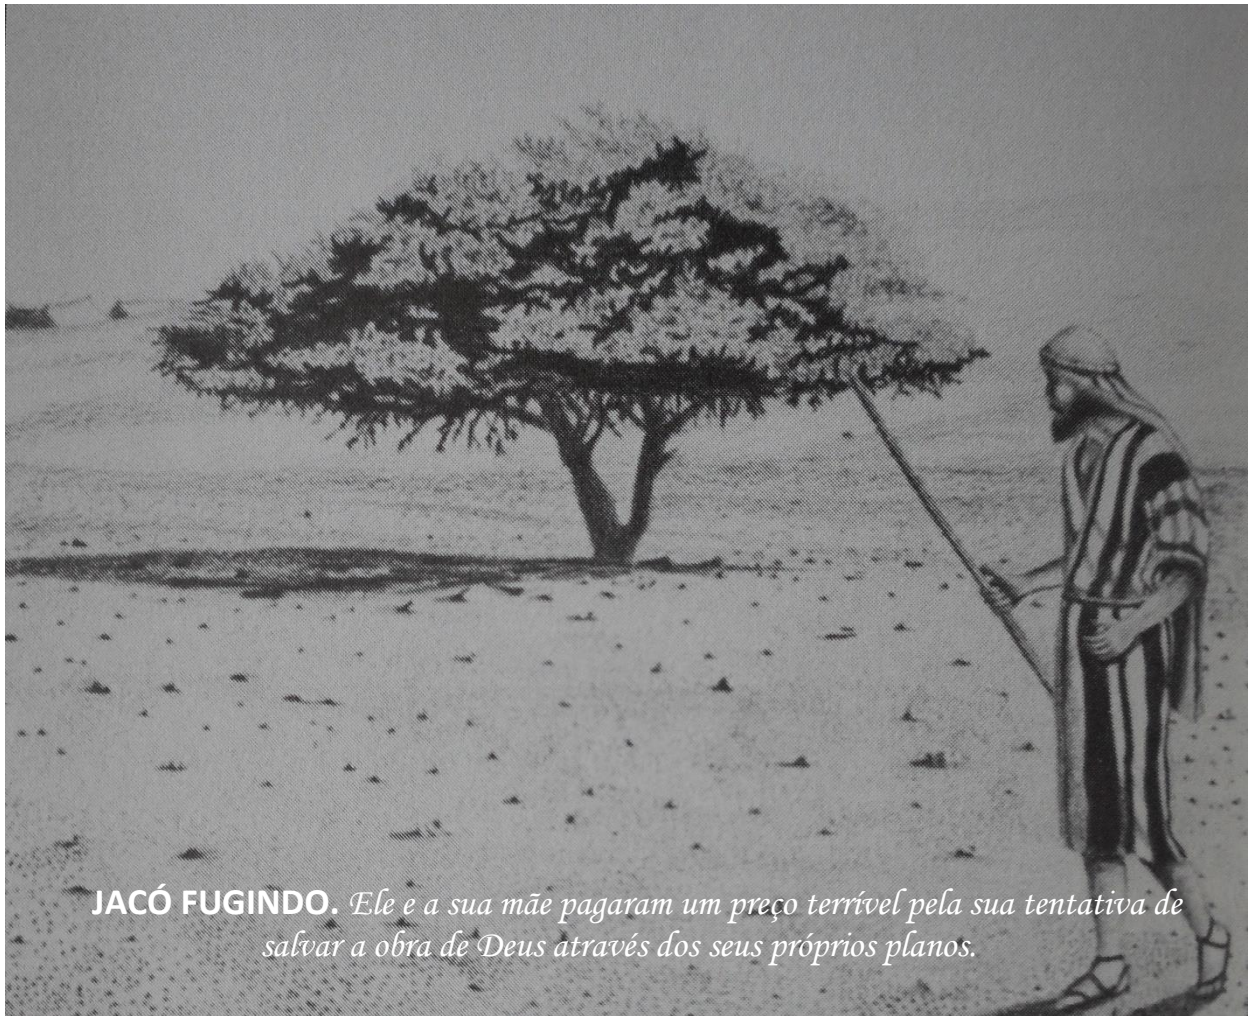 JACÓ FUGINDO. Ele e a sua mãe pagaram um preço terrível pela sua tentativa de
salvar a obra de Deus através dos seus próprios planos.